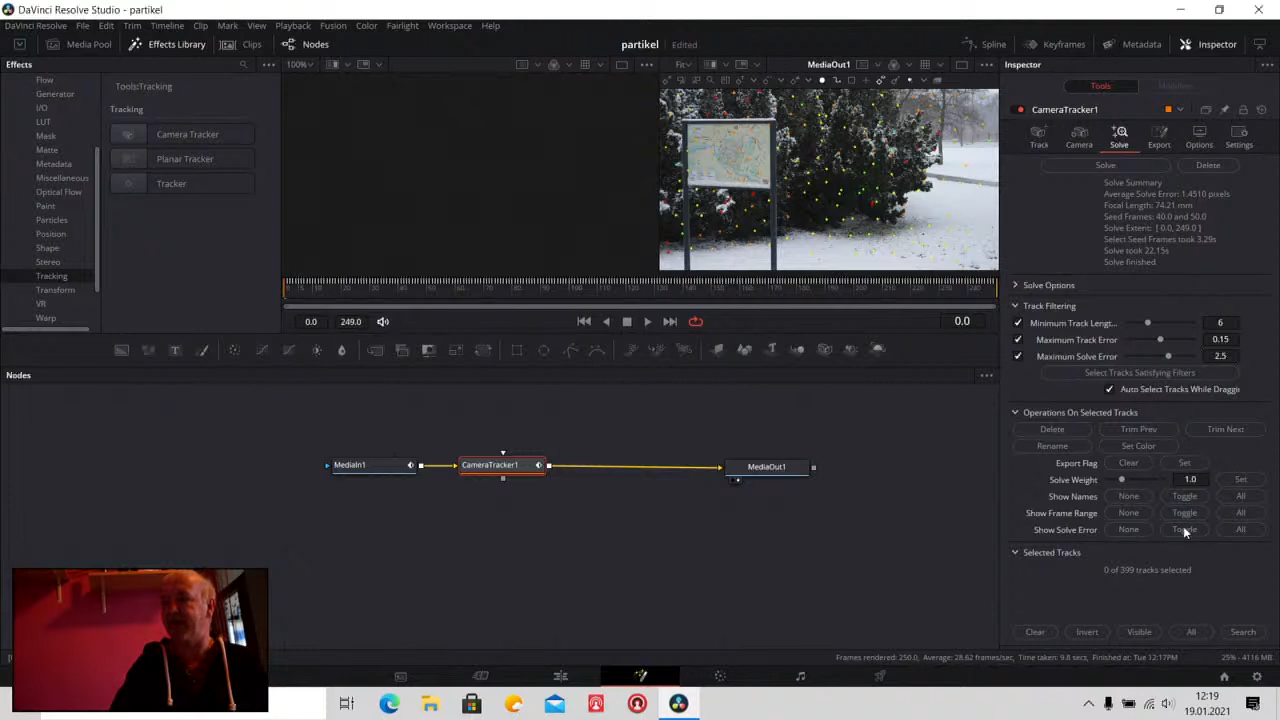 DaVinci Resolve Studio - partikel
DaVinci Resolve File Edit Trim Timeline Clip Mark View Playback Fusion Color Fairlight Workspace Help
Media Pool Effects Library Clips Nodes partikel Edited Spline Keyframes Metadata Inspector
Effects 100% Fit MediaOut1 Inspector
Flow
Generator
I/O
LUT
Mask
Matte
Metadata
Miscellaneous
Optical Flow
Paint
Particles
Position
Shape
Stereo
Tracking
Transform
VR
Warp
Tools\Tracking
Tracking
Camera Tracker
Planar Tracker
Tracker
Tools Modifiers
CameraTracker1
Track Camera Solve Export Options Settings
Solve Delete
Solve Summary
Average Solve Error: 1.4510 pixels
Focal Length: 74.21 mm
Seed Frames: 40.0 and 50.0
Solve Extent: [ 0.0, 249.0 ]
Select Seed Frames took 3.29s
Solve took 22.15s
Solve finished.
Solve Options
Track Filtering
Minimum Track Lengt... 6
Maximum Track Error 0.15
Maximum Solve Error 2.5
Select Tracks Satisfying Filters
Auto Select Tracks While Draggin
Operations On Selected Tracks
Delete Trim Prev Trim Next
Rename Set Color
Export Flag Clear Set
Solve Weight 1.0 Set
Show Names None Toggle All
Show Frame Range None Toggle All
Show Solve Error None Toggle All
Selected Tracks
0 of 399 tracks selected
Clear Invert Visible All Search
0.0 249.0 0.0
Nodes
MediaIn1 CameraTracker1 MediaOut1
Frames rendered: 250.0, Average: 28.62 frames/sec, Time taken: 9.8 secs, Finished at: Tue 12:17PM 25% - 4116 MB
12:19
19.01.2021